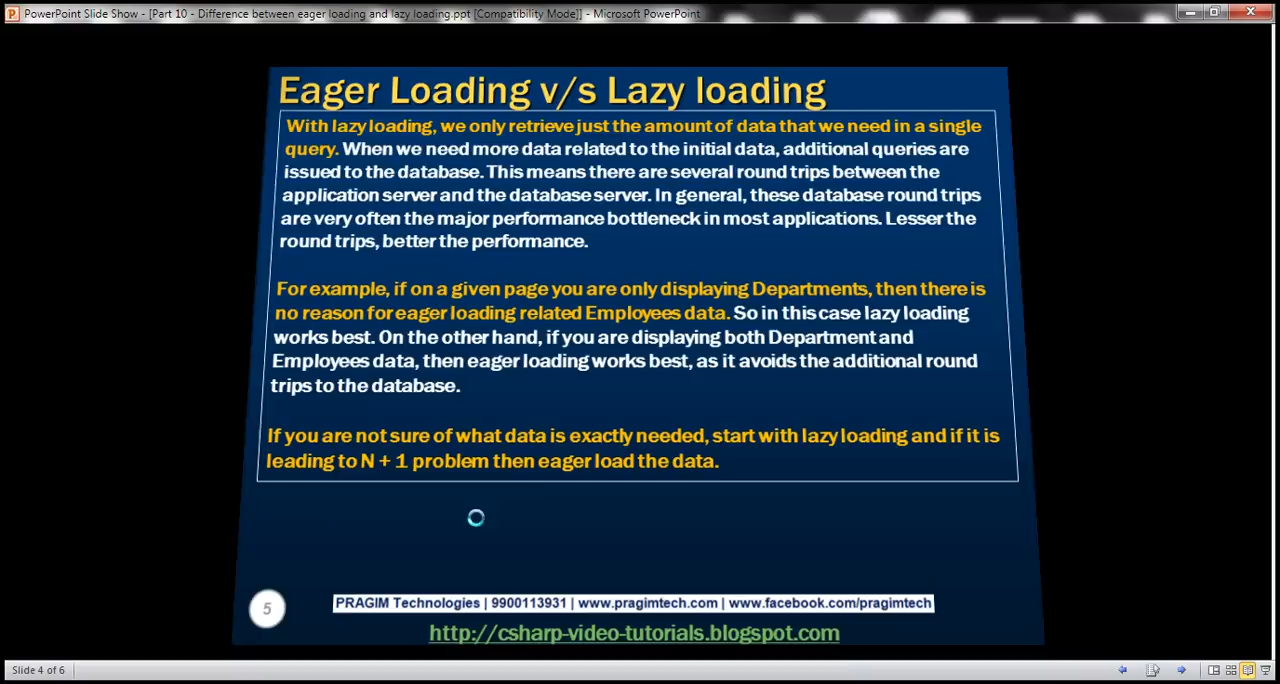 PowerPoint Slide Show - [Part 10 - Difference between eager loading and lazy loading.ppt [Compatibility Mode]] - Microsoft PowerPoint
Eager Loading v/s Lazy loading
With lazy loading, we only retrieve just the amount of data that we need in a single
query. When we need more data related to the initial data, additional queries are
issued to the database. This means there are several round trips between the
application server and the database server. In general, these database round trips
are very often the major performance bottleneck in most applications. Lesser the
round trips, better the performance.
For example, if on a given page you are only displaying Departments, then there is
no reason for eager loading related Employees data. So in this case lazy loading
works best. On the other hand, if you are displaying both Department and
Employees data, then eager loading works best, as it avoids the additional round
trips to the database.
If you are not sure of what data is exactly needed, start with lazy loading and if it is
leading to N + 1 problem then eager load the data.
5
PRAGIM Technologies | 9900113931 | www.pragimtech.com | www.facebook.com/pragimtech
http://csharp-video-tutorials.blogspot.com
Slide 4 of 6